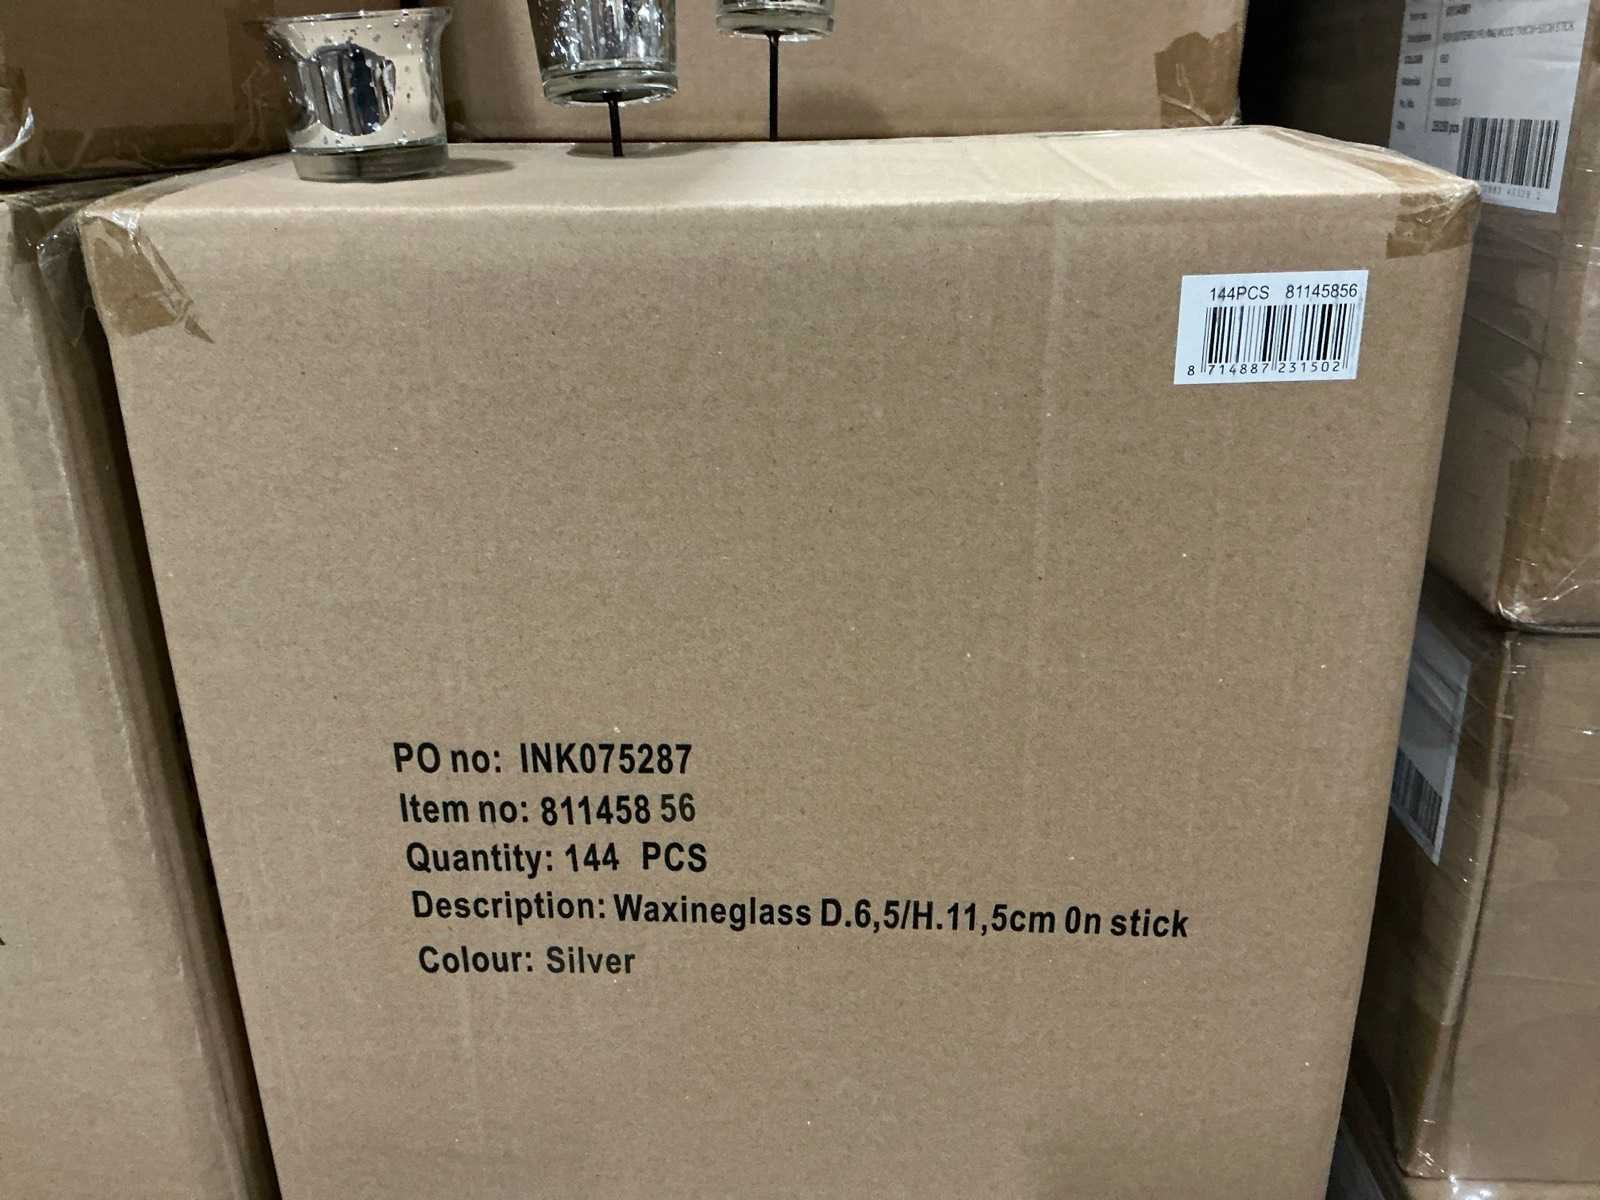 COLOUR
144PCS 81145856
8 714887 231502
PO no: INK075287
Item no: 811458 56
Quantity: 144 PCS
Description: Waxineglass D.6,5/H.11,5cm 0n stick
Colour: Silver